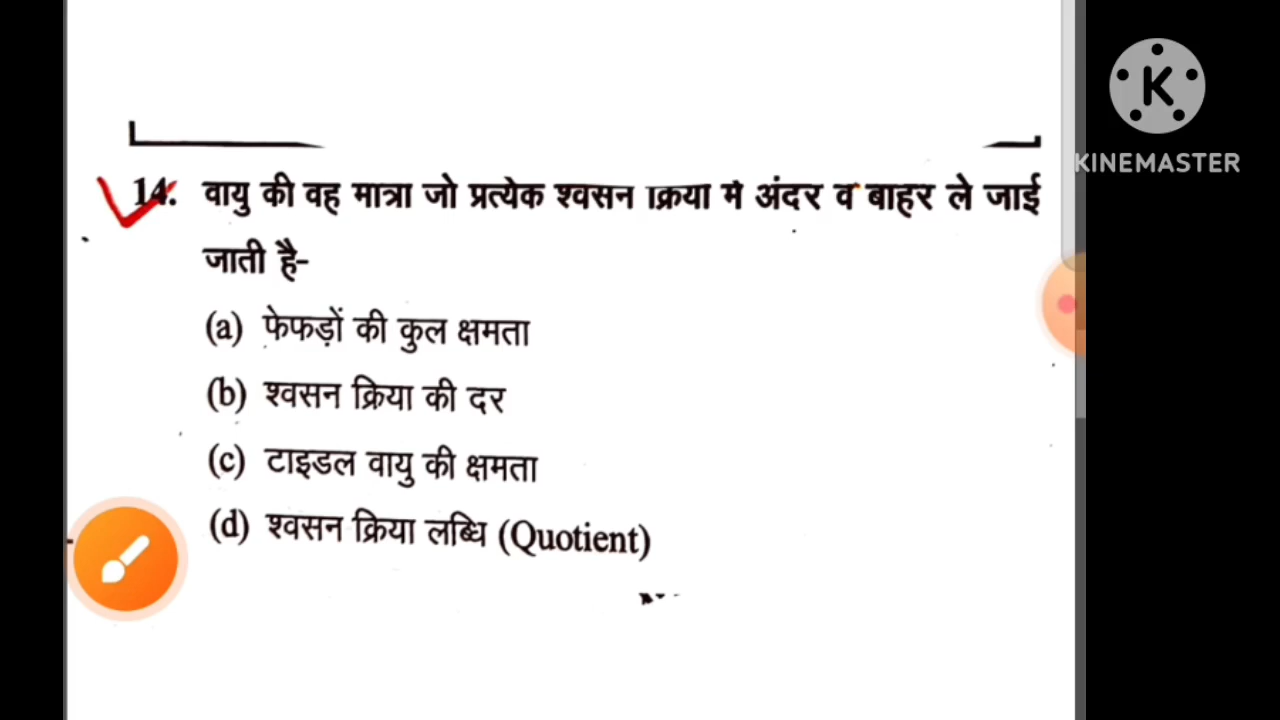 14. वायु की वह मात्रा जो प्रत्येक श्वसन क्रिया में अंदर व बाहर ले जाई
जाती है-
(a) फेफड़ों की कुल क्षमता
(b) श्वसन क्रिया की दर
(c) टाइडल वायु की क्षमता
(d) श्वसन क्रिया लब्धि (Quotient)
K
KINEMASTER